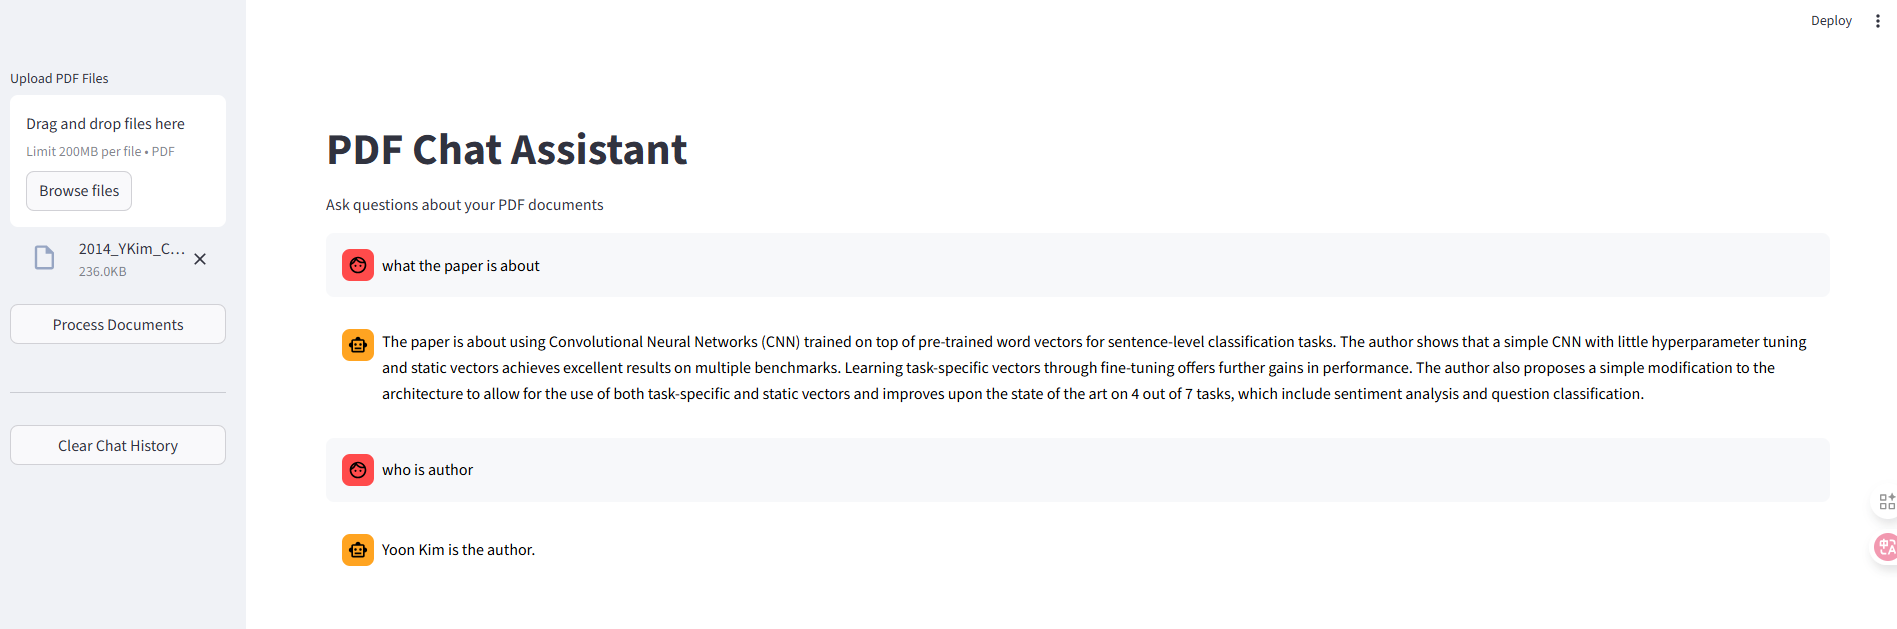 Deploy
Upload PDF Files
Drag and drop files here
Limit 200MB per file • PDF
Browse files
2014_YKim_C...
236.0KB
Process Documents
Clear Chat History
PDF Chat Assistant
Ask questions about your PDF documents
what the paper is about
The paper is about using Convolutional Neural Networks (CNN) trained on top of pre-trained word vectors for sentence-level classification tasks. The author shows that a simple CNN with little hyperparameter tuning
and static vectors achieves excellent results on multiple benchmarks. Learning task-specific vectors through fine-tuning offers further gains in performance. The author also proposes a simple modification to the
architecture to allow for the use of both task-specific and static vectors and improves upon the state of the art on 4 out of 7 tasks, which include sentiment analysis and question classification.
who is author
Yoon Kim is the author.
中A